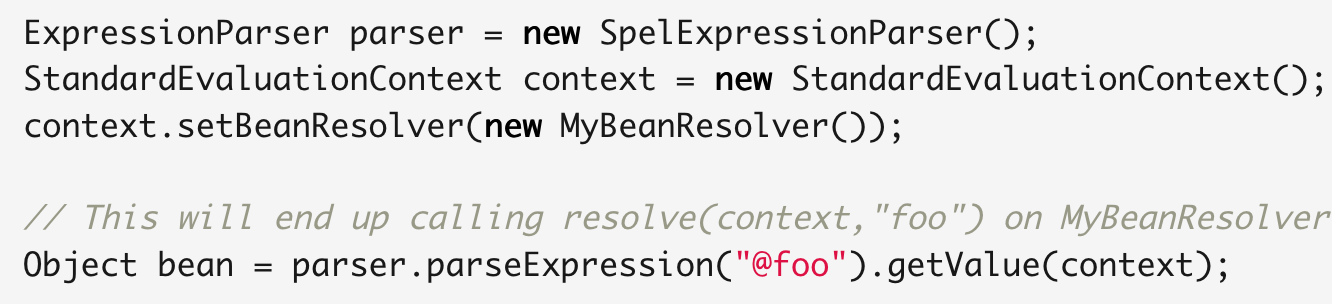 ExpressionParser parser = new SpelExpressionParser();
StandardEvaluationContext context = new StandardEvaluationContext();
context.setBeanResolver(new MyBeanResolver());
// This will end up calling resolve(context,"foo") on MyBeanResolver
Object bean = parser.parseExpression("@foo").getValue(context);